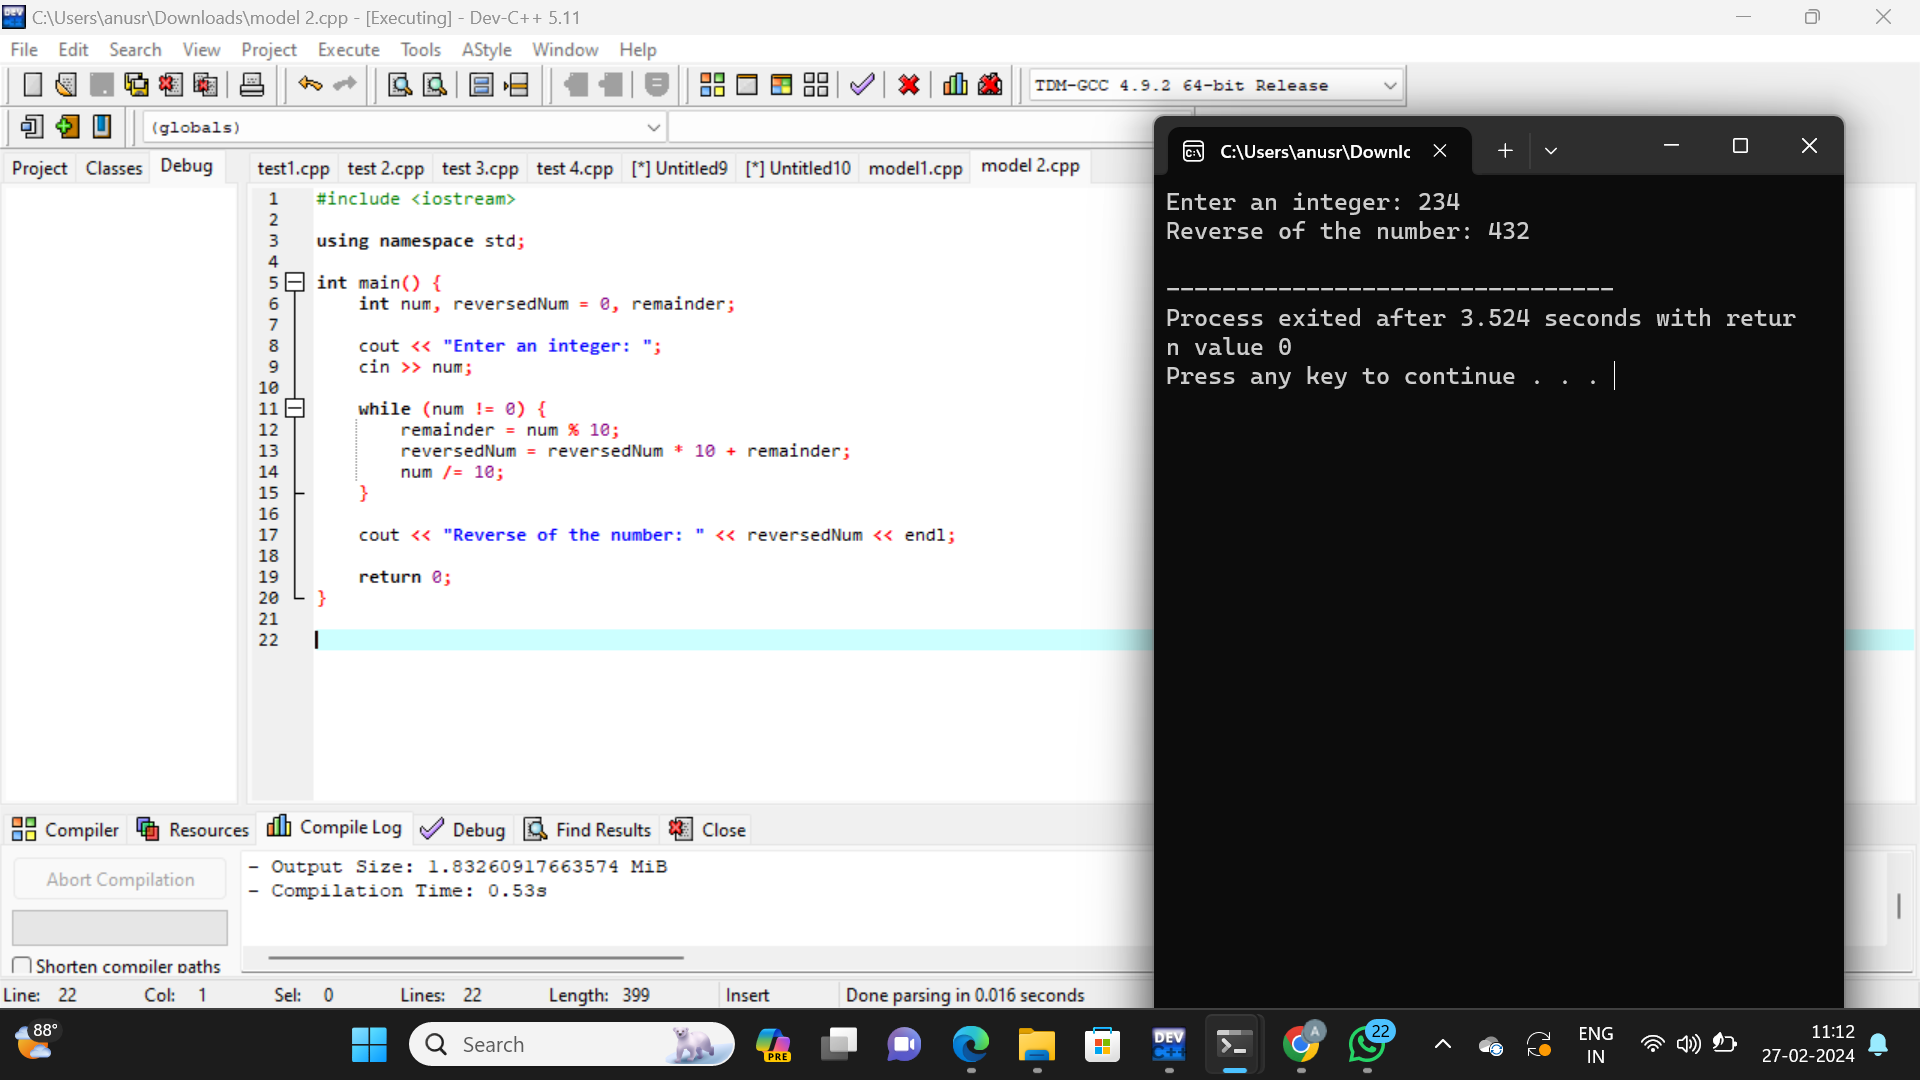 C:\Users\anusr\Downloads\model 2.cpp - [Executing] - Dev-C++ 5.11
File Edit Search View Project Execute Tools AStyle Window Help
TDM-GCC 4.9.2 64-bit Release
(globals)
Project Classes Debug
test1.cpp test 2.cpp test 3.cpp test 4.cpp [*] Untitled9 [*] Untitled10 model1.cpp model 2.cpp
1 #include <iostream>
2
3 using namespace std;
4
5 int main() {
6 int num, reversedNum = 0, remainder;
7
8 cout << "Enter an integer: ";
9 cin >> num;
10
11 while (num != 0) {
12 remainder = num % 10;
13 reversedNum = reversedNum * 10 + remainder;
14 num /= 10;
15 }
16
17 cout << "Reverse of the number: " << reversedNum << endl;
18
19 return 0;
20 }
21
22
C:\Users\anusr\Downlc
Enter an integer: 234
Reverse of the number: 432
--------------------------------
Process exited after 3.524 seconds with retur
n value 0
Press any key to continue . . .
Compiler Resources Compile Log Debug Find Results Close
Abort Compilation
Shorten compiler paths
- Output Size: 1.83260917663574 MiB
- Compilation Time: 0.53s
Line: 22 Col: 1 Sel: 0 Lines: 22 Length: 399 Insert Done parsing in 0.016 seconds
88°
Search
PRE
DEV
C++
A
22
ENG
IN
11:12
27-02-2024